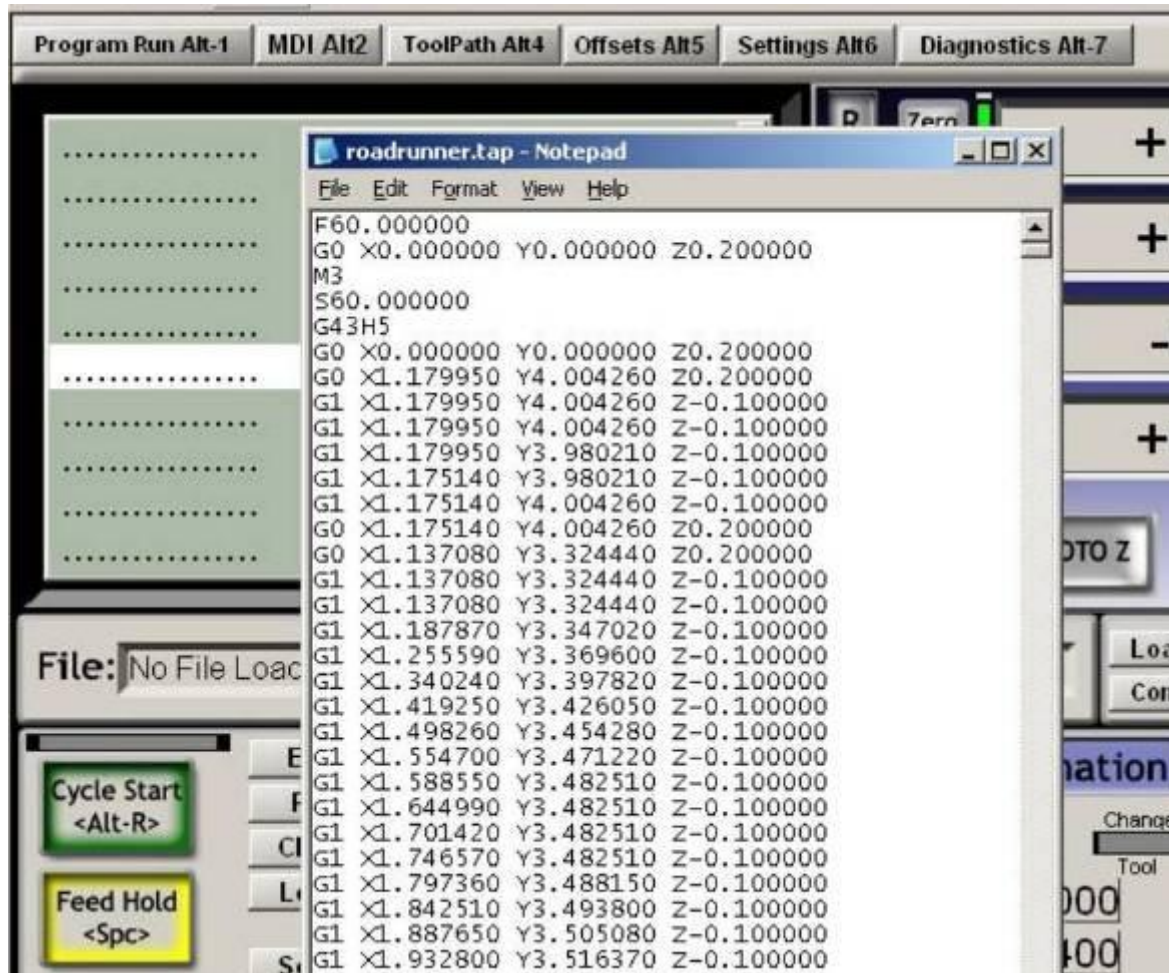 Program Run Alt-1 MDI Alt2 ToolPath Alt4 Offsets Alt5 Settings Alt6 Diagnostics Alt-7
R Zero +
roadrunner.tap - Notepad
File Edit Format View Help
F60.000000
G0 X0.000000 Y0.000000 Z0.200000
M3
S60.000000
G43H5
G0 X0.000000 Y0.000000 Z0.200000
G0 X1.179950 Y4.004260 Z0.200000
G1 X1.179950 Y4.004260 Z-0.100000
G1 X1.179950 Y4.004260 Z-0.100000
G1 X1.179950 Y3.980210 Z-0.100000
G1 X1.175140 Y3.980210 Z-0.100000
G1 X1.175140 Y4.004260 Z-0.100000
G0 X1.175140 Y4.004260 Z0.200000
G0 X1.137080 Y3.324440 Z0.200000
G1 X1.137080 Y3.324440 Z-0.100000
G1 X1.137080 Y3.324440 Z-0.100000
G1 X1.187870 Y3.347020 Z-0.100000
G1 X1.255590 Y3.369600 Z-0.100000
G1 X1.340240 Y3.397820 Z-0.100000
G1 X1.419250 Y3.426050 Z-0.100000
G1 X1.498260 Y3.454280 Z-0.100000
G1 X1.554700 Y3.471220 Z-0.100000
G1 X1.588550 Y3.482510 Z-0.100000
G1 X1.644990 Y3.482510 Z-0.100000
G1 X1.701420 Y3.482510 Z-0.100000
G1 X1.746570 Y3.482510 Z-0.100000
G1 X1.797360 Y3.488150 Z-0.100000
G1 X1.842510 Y3.493800 Z-0.100000
G1 X1.887650 Y3.505080 Z-0.100000
G1 X1.932800 Y3.516370 Z-0.100000
+
-
+
OTO Z
File: No File Loac
Loa
Con
Cycle Start
<Alt-R>
Feed Hold
<Spc>
nation
Change
Tool
000
400